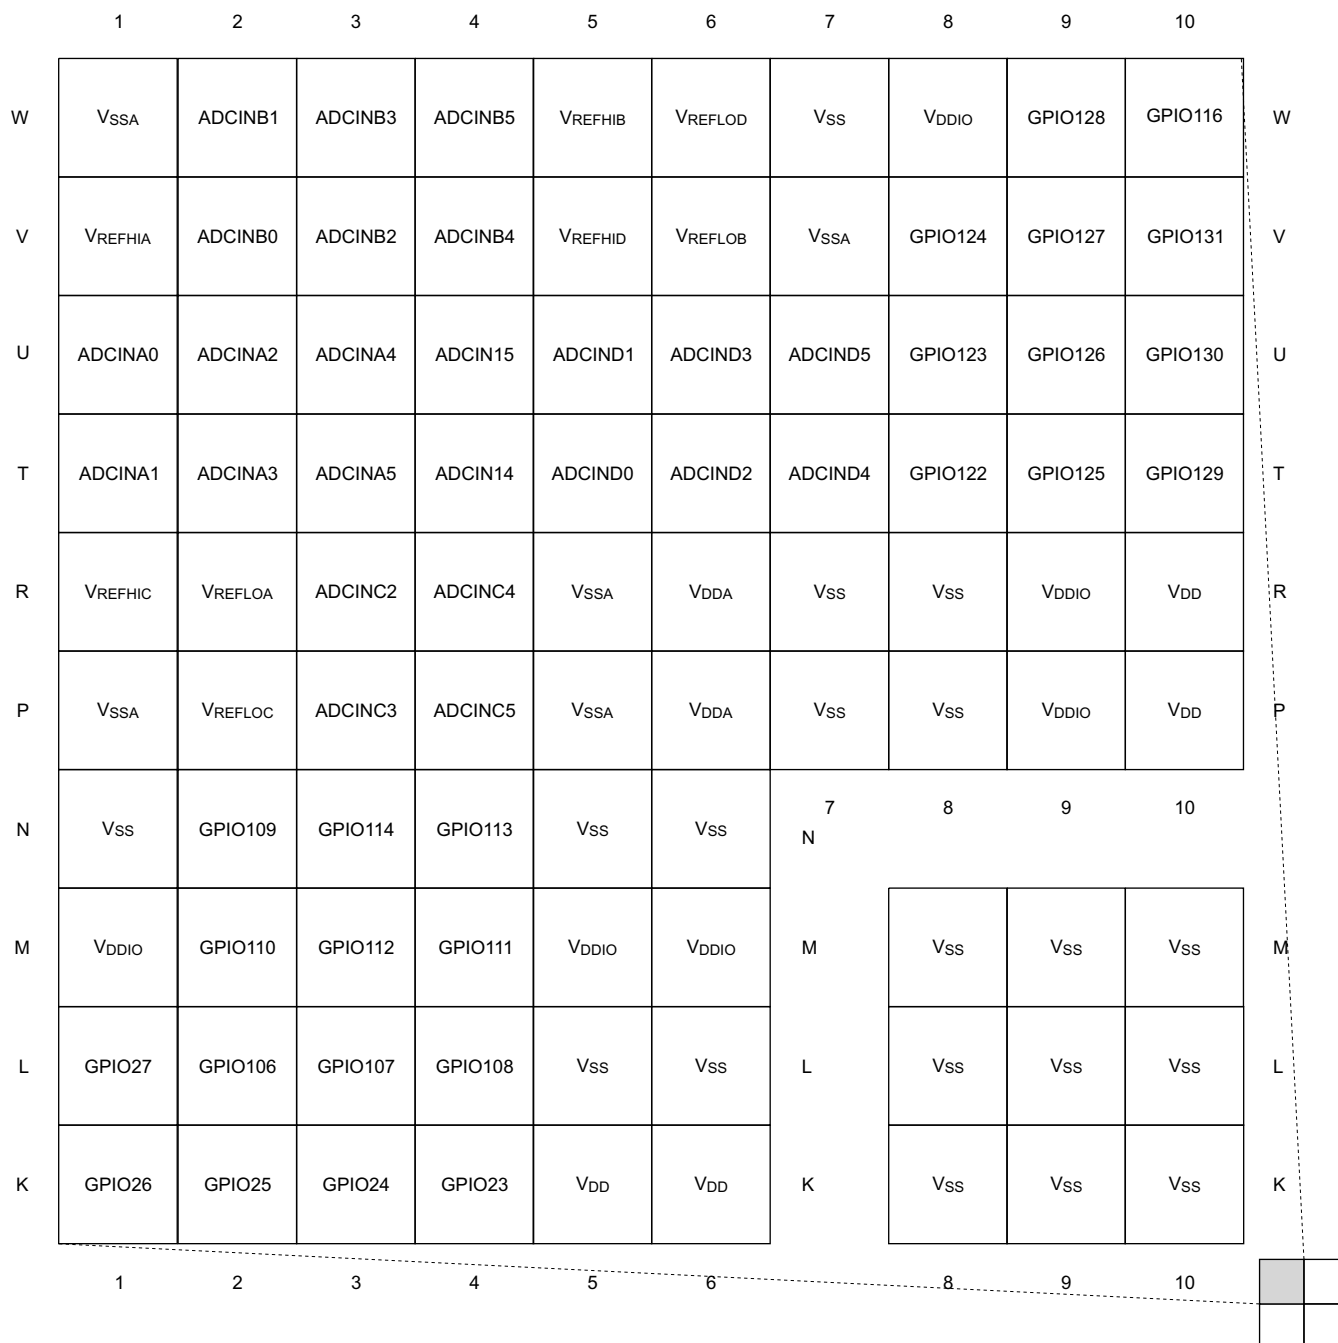 1 2 3 4 5 6 7 8 9 10
W VSSA ADCINB1 ADCINB3 ADCINB5 VREFHIB VREFLOD VSS VDDIO GPIO128 GPIO116 W
V VREFHIA ADCINB0 ADCINB2 ADCINB4 VREFHID VREFLOB VSSA GPIO124 GPIO127 GPIO131 V
U ADCINA0 ADCINA2 ADCINA4 ADCIN15 ADCIND1 ADCIND3 ADCIND5 GPIO123 GPIO126 GPIO130 U
T ADCINA1 ADCINA3 ADCINA5 ADCIN14 ADCIND0 ADCIND2 ADCIND4 GPIO122 GPIO125 GPIO129 T
R VREFHIC VREFLOA ADCINC2 ADCINC4 VSSA VDDA VSS VSS VDDIO VDD R
P VSSA VREFLOC ADCINC3 ADCINC5 VSSA VDDA VSS VSS VDDIO VDD P
7 8 9 10
N VSS GPIO109 GPIO114 GPIO113 VSS VSS N
M VDDIO GPIO110 GPIO112 GPIO111 VDDIO VDDIO M VSS VSS VSS M
L GPIO27 GPIO106 GPIO107 GPIO108 VSS VSS L VSS VSS VSS L
K GPIO26 GPIO25 GPIO24 GPIO23 VDD VDD K VSS VSS VSS K
1 2 3 4 5 6 8 9 10